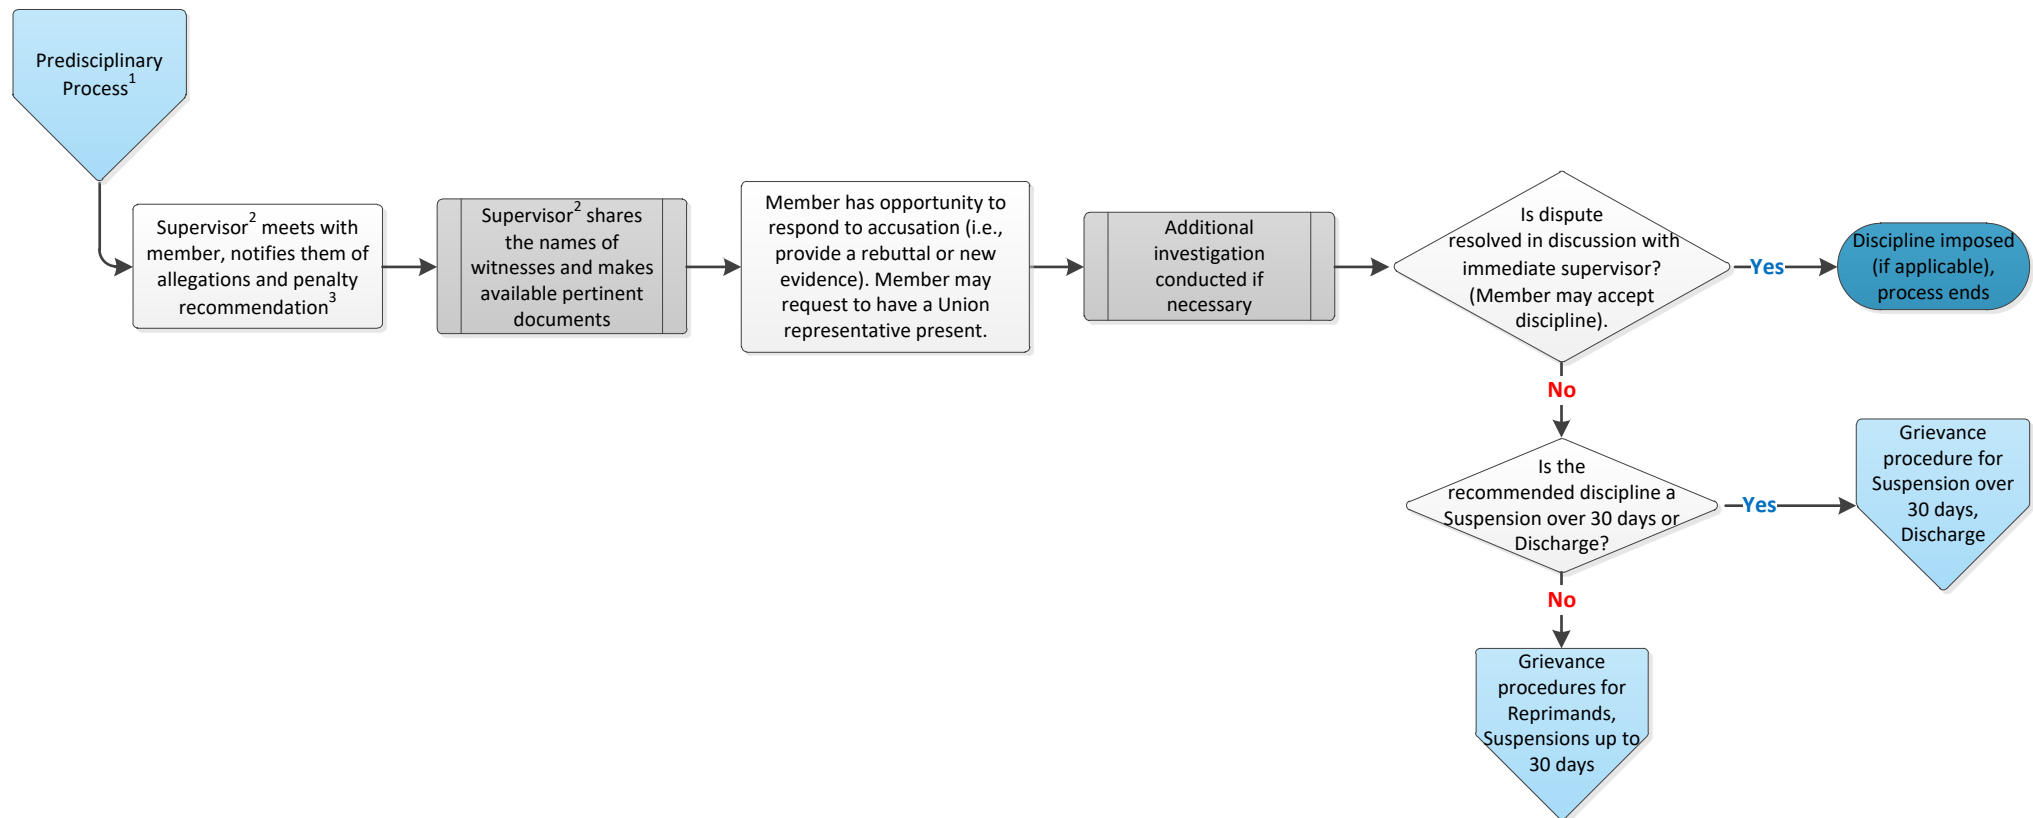 Predisciplinary
Process1
Supervisor2 meets with
member, notifies them of
allegations and penalty
recommendation3
Supervisor2 shares
the names of
witnesses and makes
available pertinent
documents
Member has opportunity to
respond to accusation (i.e.,
provide a rebuttal or new
evidence). Member may
request to have a Union
representative present.
Additional
investigation
conducted if
necessary
Is dispute
resolved in discussion with
immediate supervisor?
(Member may accept
discipline).
Yes
Discipline imposed
(if applicable),
process ends
No
Is the
recommended discipline a
Suspension over 30 days or
Discharge?
Yes
Grievance
procedure for
Suspension over
30 days,
Discharge
No
Grievance
procedures for
Reprimands,
Suspensions up to
30 days